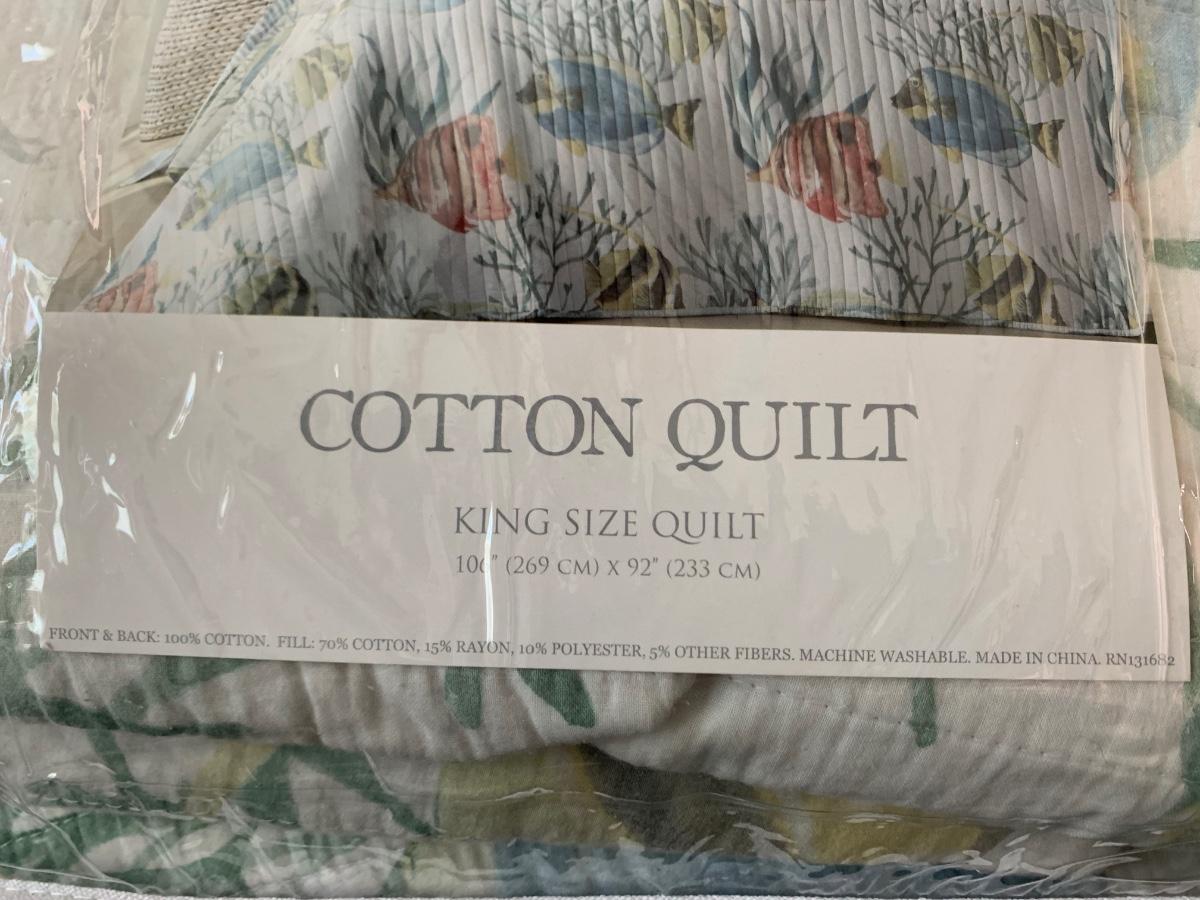 COTTON QUILT
KING SIZE QUILT
106" (269 CM) X 92" (233 CM)
FRONT & BACK: 100% COTTON. FILL: 70% COTTON, 15% RAYON, 10% POLYESTER, 5% OTHER FIBERS. MACHINE WASHABLE. MADE IN CHINA. RN131682